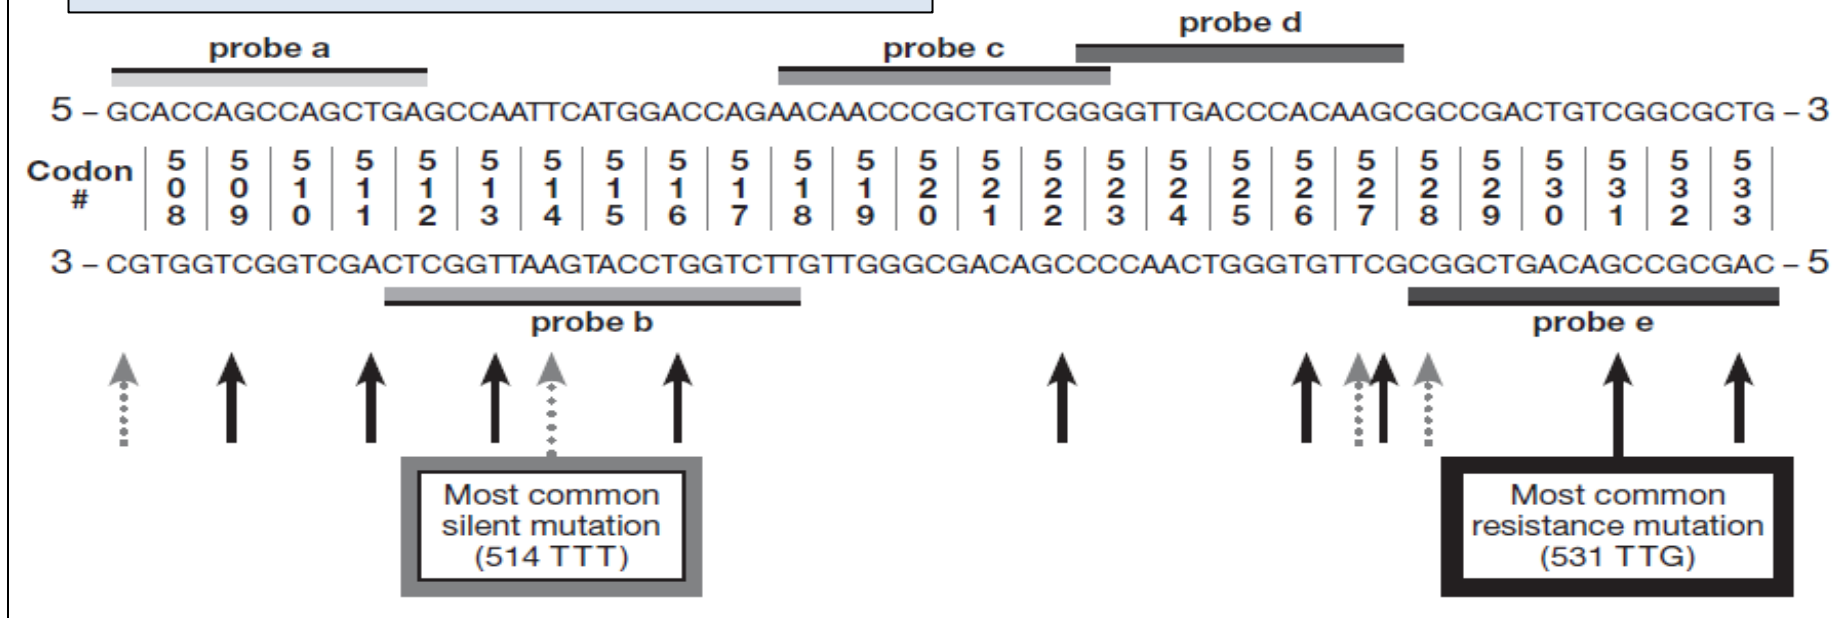 probe d
probe a
probe c
5 – GCACCAGCCAGCTGAGCCAATTCATGGACCAGAACAACCCGCTGTCGGGGTTGACCCACAAGCGCCGACTGTCGGCGCTG – 3
Codon #
508 509 510 511 512 513 514 515 516 517 518 519 520 521 522 523 524 525 526 527 528 529 530 531 532 533
3 – CGTGGTCGGTCGACTCGGTTAAGTACCTGGTCTTGTTGGGCGACAGCCCCAACTGGGTGTTCGCGGCTGACAGCCGCGAC – 5
probe b
probe e
Most common
silent mutation
(514 TTT)
Most common
resistance mutation
(531 TTG)